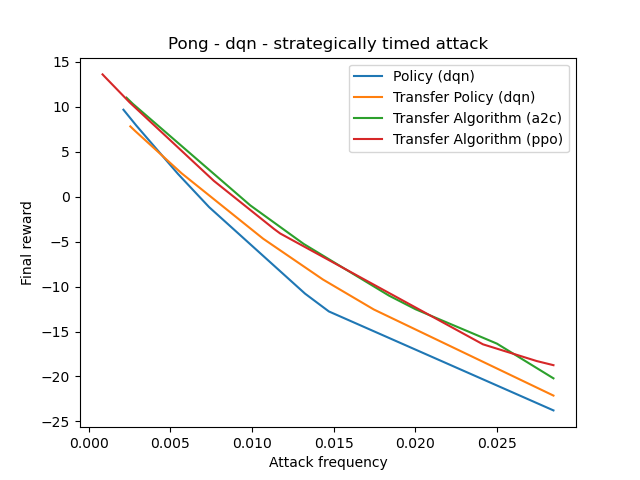 Pong - dqn - strategically timed attack
15
10
5
0
−5
−10
−15
−20
−25
Final reward
Policy (dqn)
Transfer Policy (dqn)
Transfer Algorithm (a2c)
Transfer Algorithm (ppo)
0.000 0.005 0.010 0.015 0.020 0.025
Attack frequency